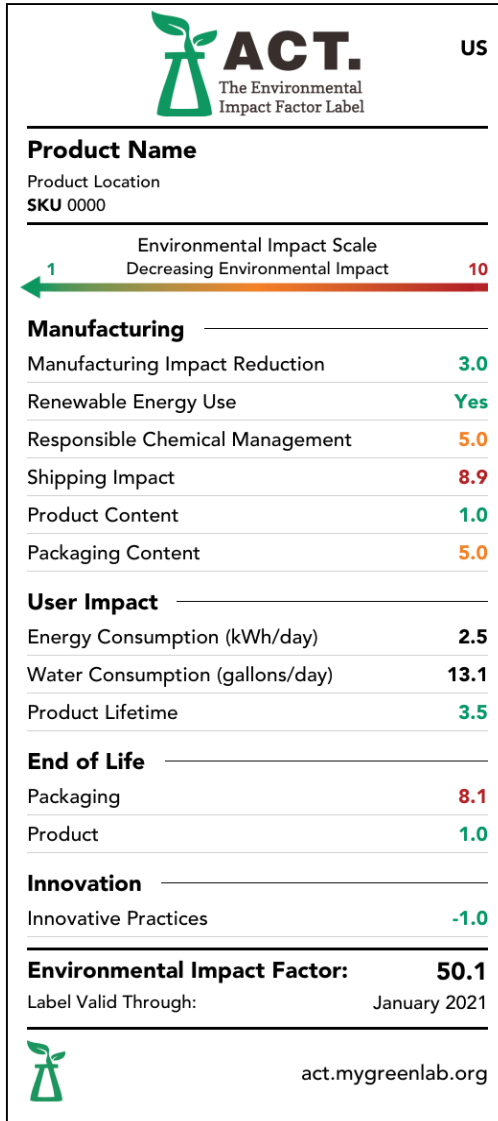 ACT.
US
The Environmental
Impact Factor Label
Product Name
Product Location
SKU 0000
Environmental Impact Scale
1 Decreasing Environmental Impact 10
Manufacturing
Manufacturing Impact Reduction 3.0
Renewable Energy Use Yes
Responsible Chemical Management 5.0
Shipping Impact 8.9
Product Content 1.0
Packaging Content 5.0
User Impact
Energy Consumption (kWh/day) 2.5
Water Consumption (gallons/day) 13.1
Product Lifetime 3.5
End of Life
Packaging 8.1
Product 1.0
Innovation
Innovative Practices -1.0
Environmental Impact Factor: 50.1
Label Valid Through: January 2021
act.mygreenlab.org